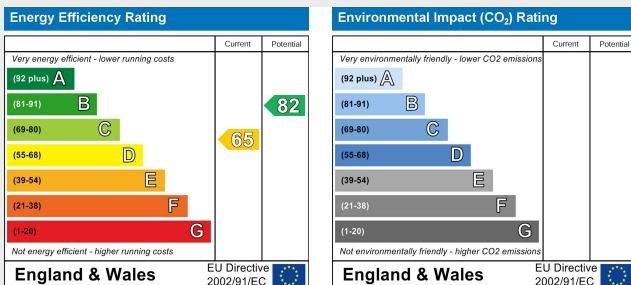 Energy Efficiency Rating
Current Potential
Very energy efficient - lower running costs
(92 plus) A
(81-91) B
82
(69-80) C
65
(55-68) D
(39-54) E
(21-38) F
(1-20) G
Not energy efficient - higher running costs
England & Wales
EU Directive
2002/91/EC
Environmental Impact (CO₂) Rating
Current Potential
Very environmentally friendly - lower CO2 emissions
(92 plus) A
(81-91) B
(69-80) C
(55-68) D
(39-54) E
(21-38) F
(1-20) G
Not environmentally friendly - higher CO2 emissions
England & Wales
EU Directive
2002/91/EC